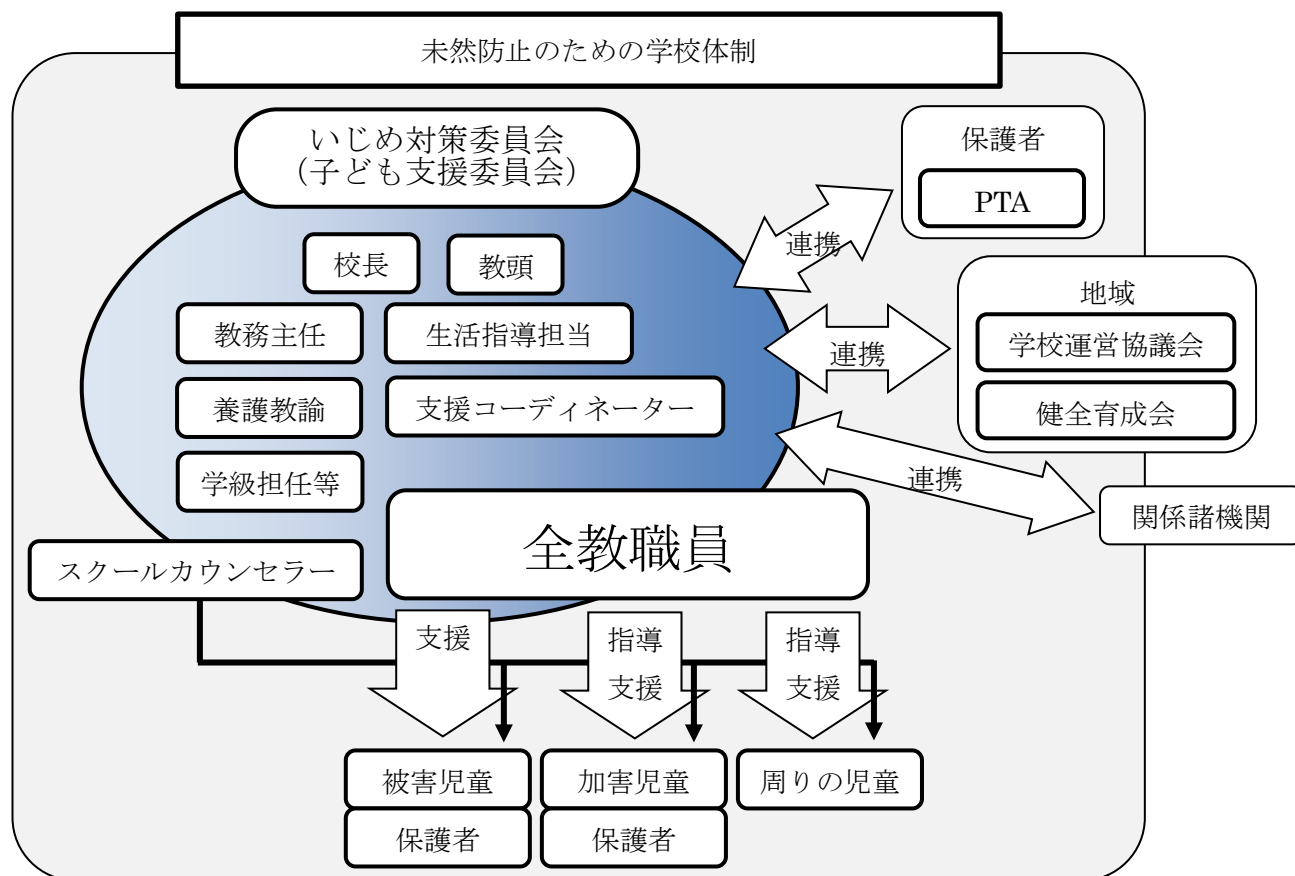 未然防止のための学校体制
いじめ対策委員会
（子ども支援委員会）
校長
教頭
教務主任
生活指導担当
養護教諭
支援コーディネーター
学級担任等
全教職員
スクールカウンセラー
連携
保護者
PTA
連携
地域
学校運営協議会
健全育成会
連携
関係諸機関
支援
指導
支援
指導
支援
被害児童
保護者
加害児童
保護者
周りの児童